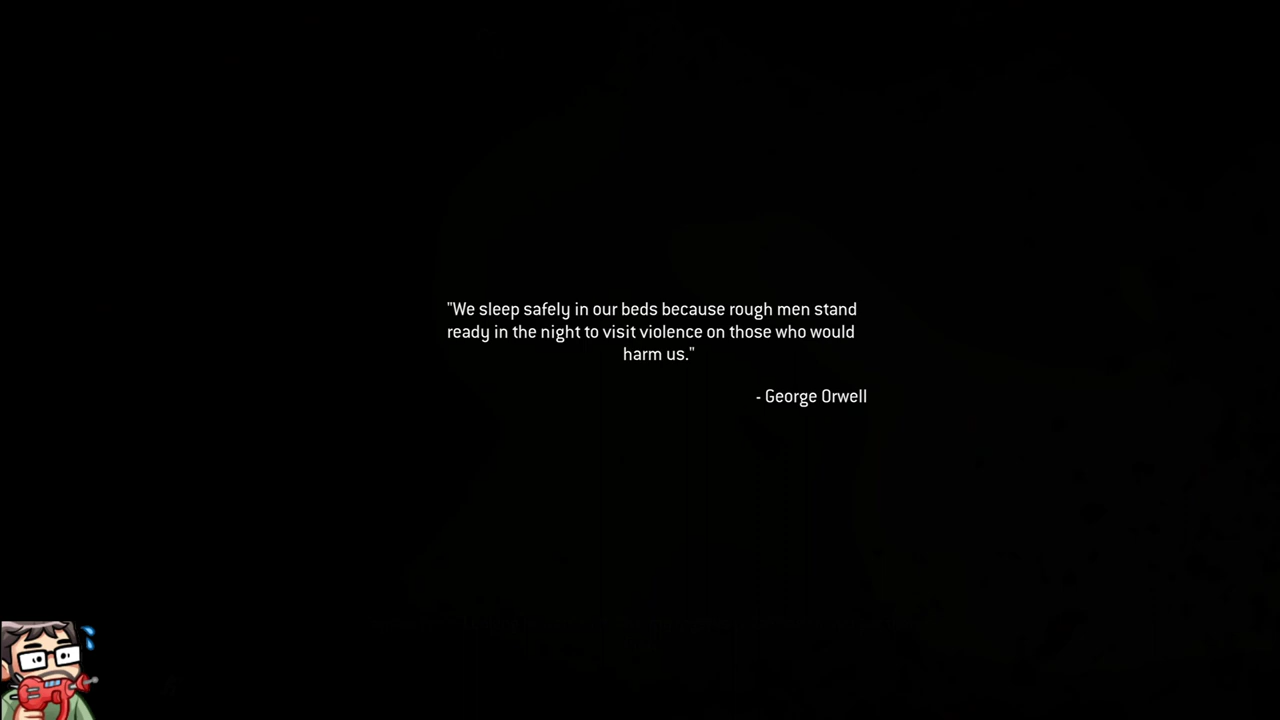 "We sleep safely in our beds because rough men stand
ready in the night to visit violence on those who would
harm us."
- George Orwell